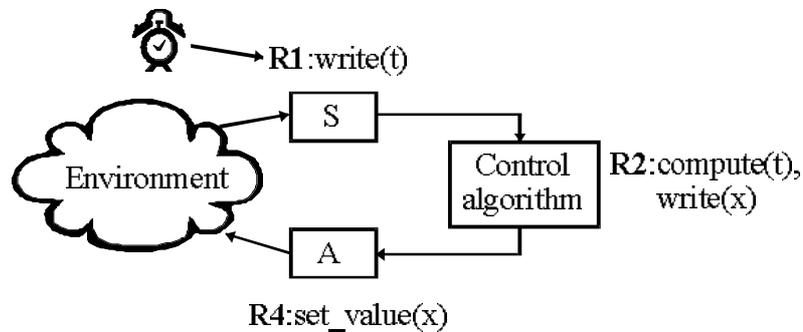 R1:write(t)
S
Environment
Control
algorithm
R2:compute(t),
write(x)
A
R4:set_value(x)